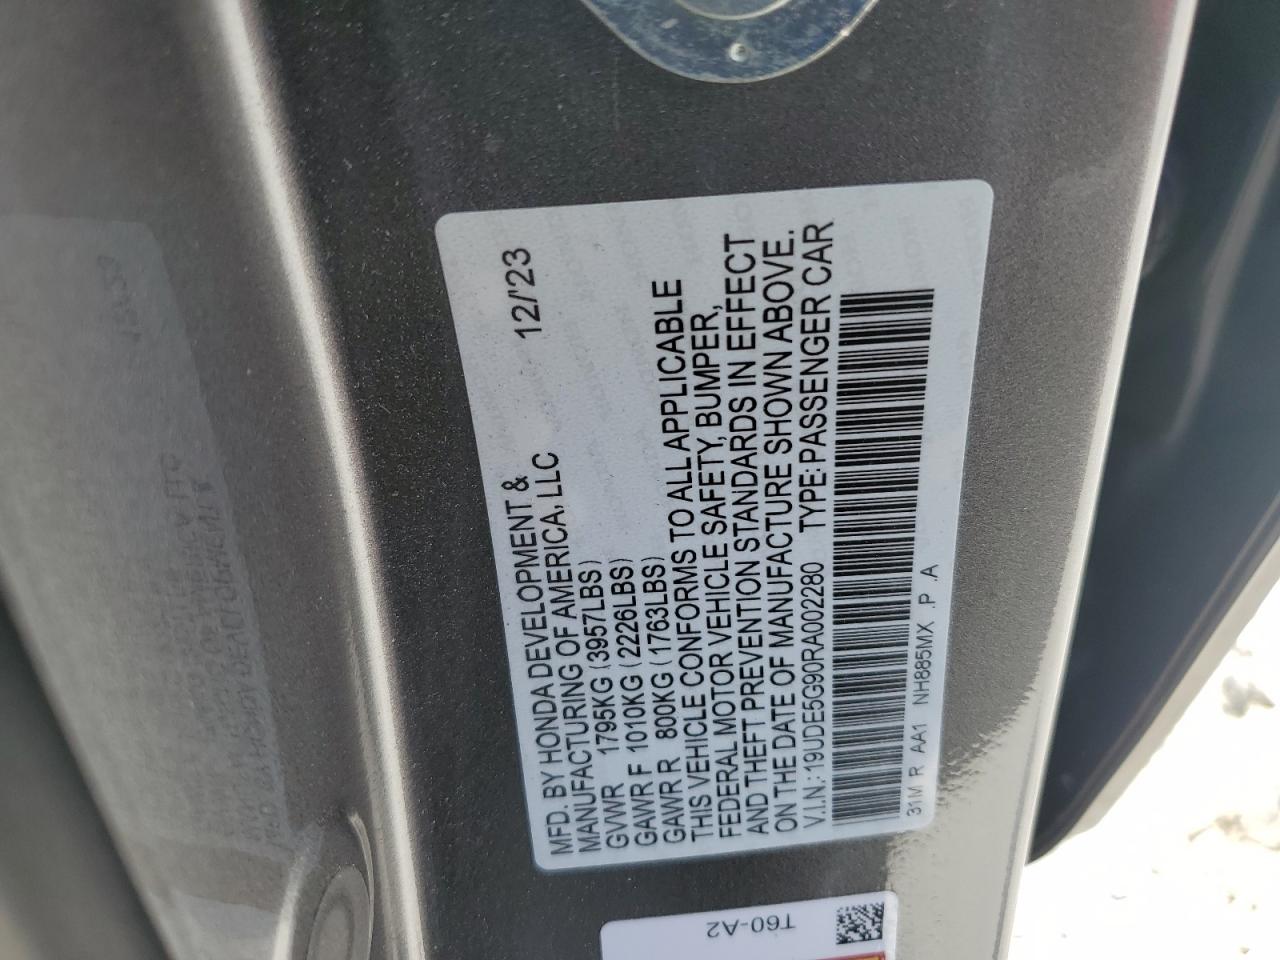 MFD. BY HONDA DEVELOPMENT &
MANUFACTURING OF AMERICA, LLC 12/'23
GVWR 1795KG (3957LBS)
GAWR F 1010KG (2226LBS)
GAWR R 800KG (1763LBS)
THIS VEHICLE CONFORMS TO ALL APPLICABLE
FEDERAL MOTOR VEHICLE SAFETY, BUMPER,
AND THEFT PREVENTION STANDARDS IN EFFECT
ON THE DATE OF MANUFACTURE SHOWN ABOVE.
V.I.N.: 19UDE5G90RA002280 TYPE: PASSENGER CAR
31M R AA1 NH885MX .P .A
T60-A2